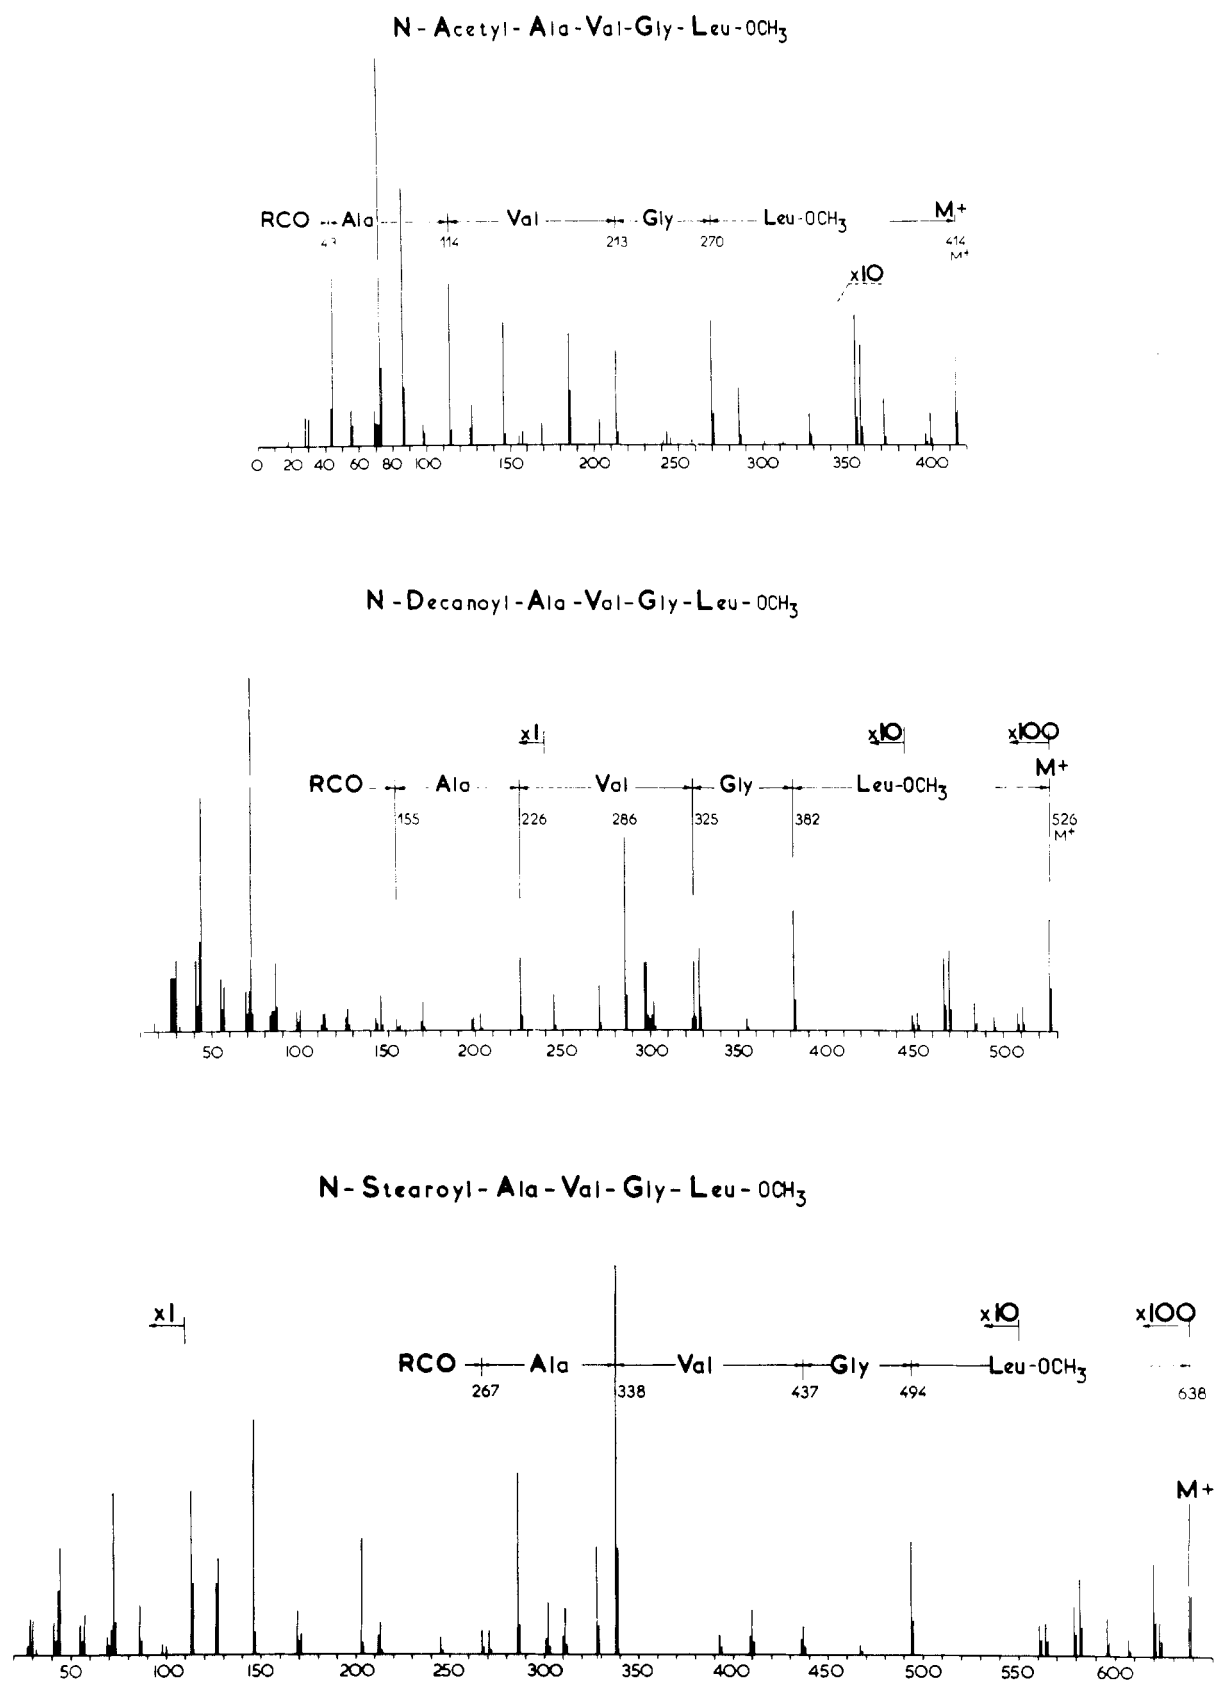 N-Acetyl-Ala-Val-Gly-Leu-OCH3
RCO Ala Val Gly Leu-OCH3 M+
43 114 213 270 414
M+
x10
0 20 40 60 80 100 150 200 250 300 350 400
N-Decanoyl-Ala-Val-Gly-Leu-OCH3
x1 x10 x100
M+
RCO Ala Val Gly Leu-OCH3
155 226 286 325 382 526
M+
50 100 150 200 250 300 350 400 450 500
N-Stearoyl-Ala-Val-Gly-Leu-OCH3
x1 x10 x100
RCO Ala Val Gly Leu-OCH3
267 338 437 494 638
M+
50 100 150 200 250 300 350 400 450 500 550 600